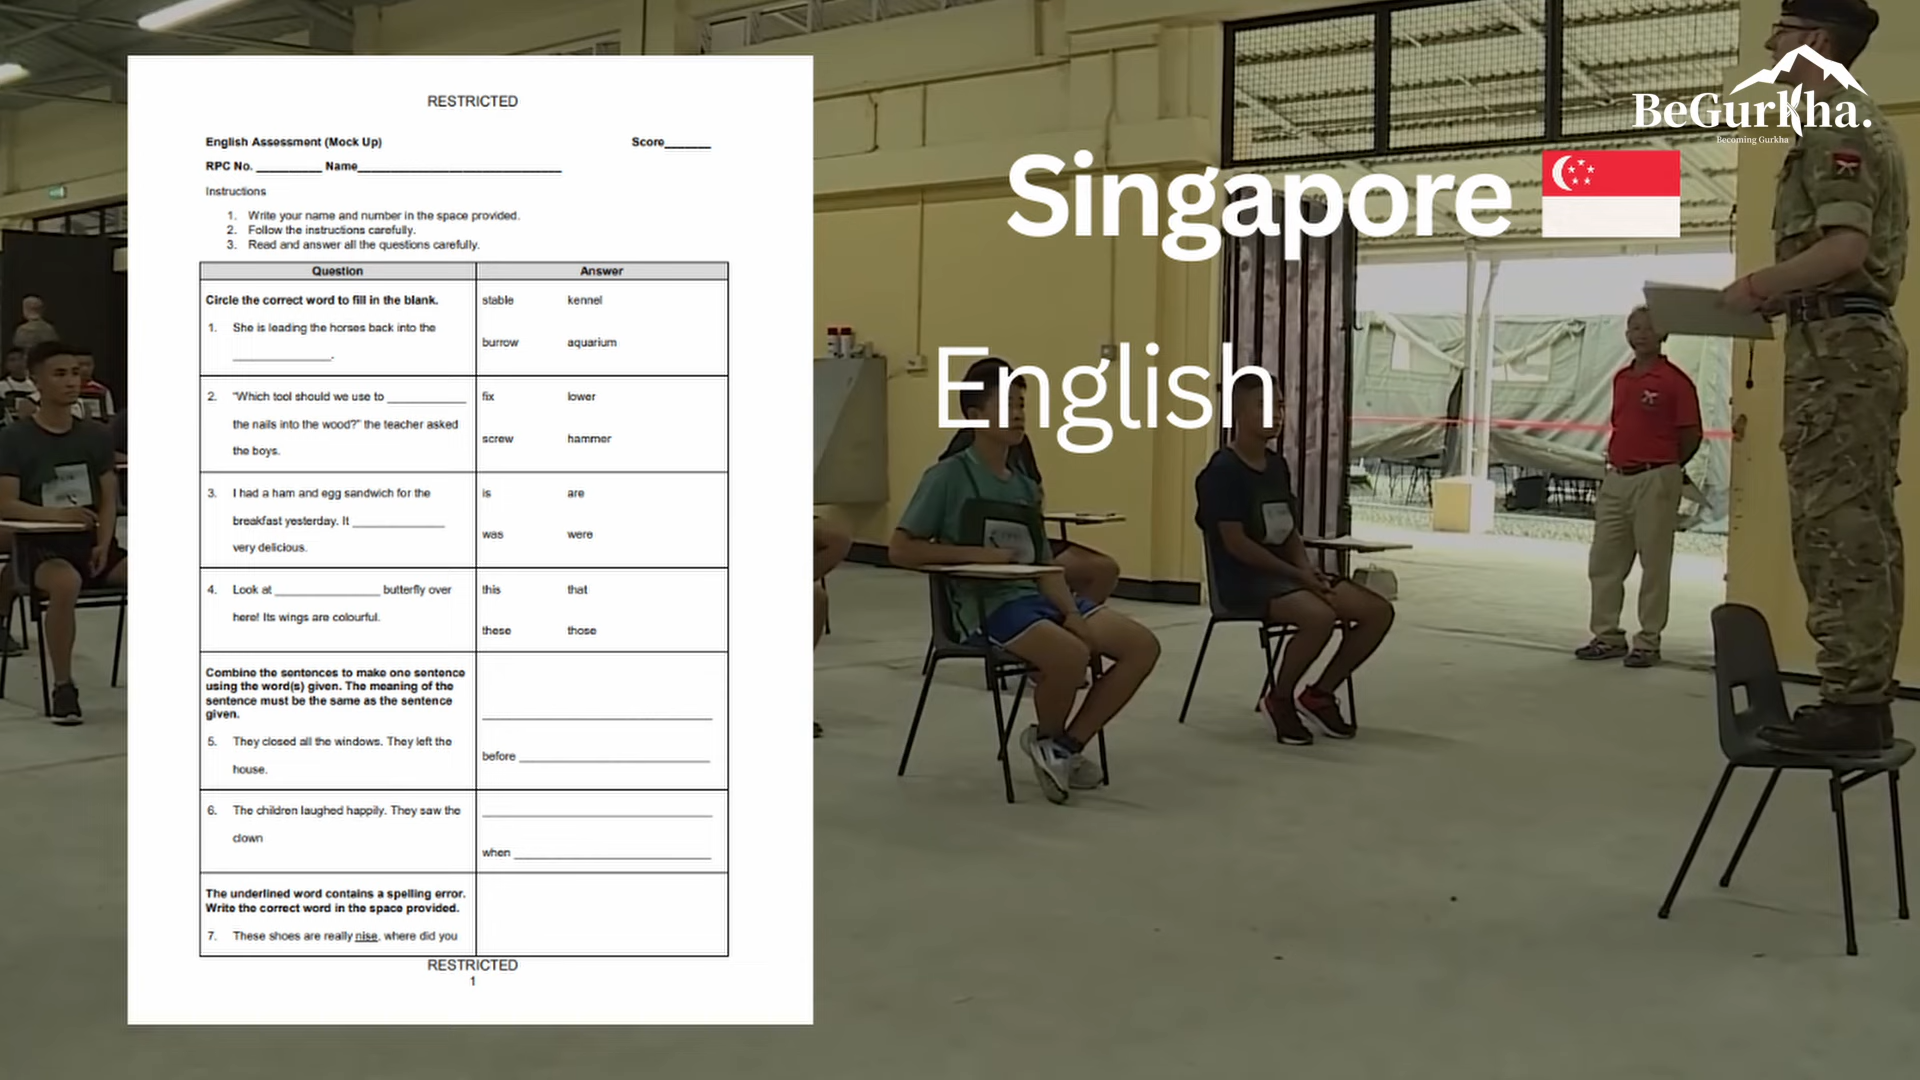 RESTRICTED
English Assessment (Mock Up) Score______
RPC No. __________ Name______________________________
Instructions
1. Write your name and number in the space provided.
2. Follow the instructions carefully.
3. Read and answer all the questions carefully.
Question Answer
Circle the correct word to fill in the blank.
1. She is leading the horses back into the
_______________.
stable kennel
burrow aquarium
2. "Which tool should we use to ____________
the nails into the wood?" the teacher asked
the boys.
fix lower
screw hammer
3. I had a ham and egg sandwich for the
breakfast yesterday. It ______________
very delicious.
is are
was were
4. Look at ________________ butterfly over
here! Its wings are colourful.
this that
these those
Combine the sentences to make one sentence
using the word(s) given. The meaning of the
sentence must be the same as the sentence
given.
5. They closed all the windows. They left the
house.
___________________________________
before _____________________________
6. The children laughed happily. They saw the
clown
___________________________________
when ______________________________
The underlined word contains a spelling error.
Write the correct word in the space provided.
7. These shoes are really nise, where did you
RESTRICTED
1
BeGurkha.
Becoming Gurkha
Singapore
English